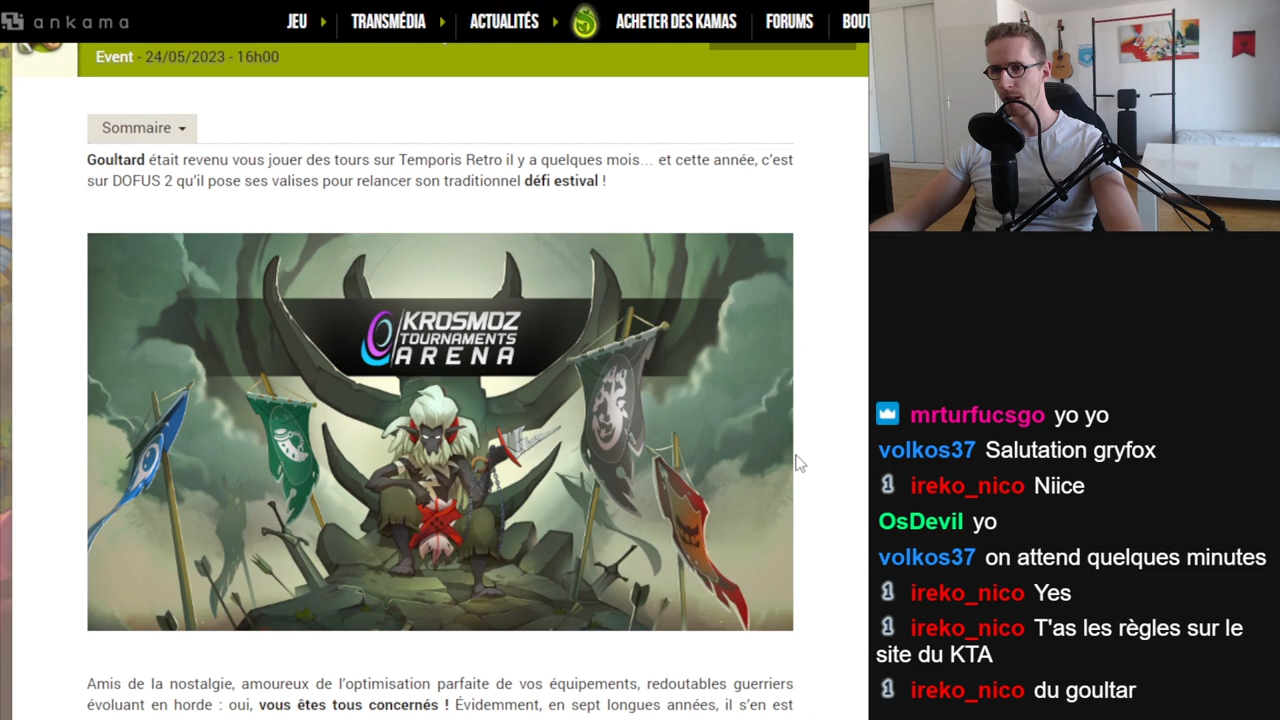 ankama
JEU
TRANSMÉDIA
ACTUALITÉS
ACHETER DES KAMAS
FORUMS
BOUT
Event - 24/05/2023 - 16h00
Sommaire
Goultard était revenu vous jouer des tours sur Temporis Retro il y a quelques mois… et cette année, c'est
sur DOFUS 2 qu'il pose ses valises pour relancer son traditionnel défi estival !
KROSMOZ
TOURNAMENTS
ARENA
Amis de la nostalgie, amoureux de l'optimisation parfaite de vos équipements, redoutables guerriers
évoluant en horde : oui, vous êtes tous concernés ! Évidemment, en sept longues années, il s'en est
mrturfucsgo yo yo
volkos37 Salutation gryfox
1 ireko_nico Niice
OsDevil yo
volkos37 on attend quelques minutes
1 ireko_nico Yes
1 ireko_nico T'as les règles sur le
site du KTA
1 ireko_nico du goultar